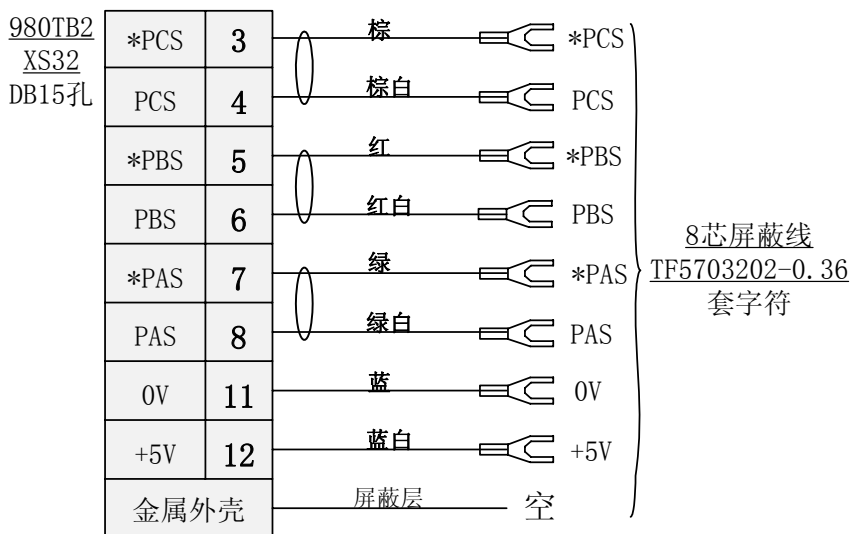 980TB2
XS32
DB15孔
*PCS 3 棕 *PCS
PCS 4 棕白 PCS
*PBS 5 红 *PBS
PBS 6 红白 PBS
*PAS 7 绿 *PAS
PAS 8 绿白 PAS
0V 11 蓝 0V
+5V 12 蓝白 +5V
金属外壳 屏蔽层 空
8芯屏蔽线
TF5703202-0.36
套字符